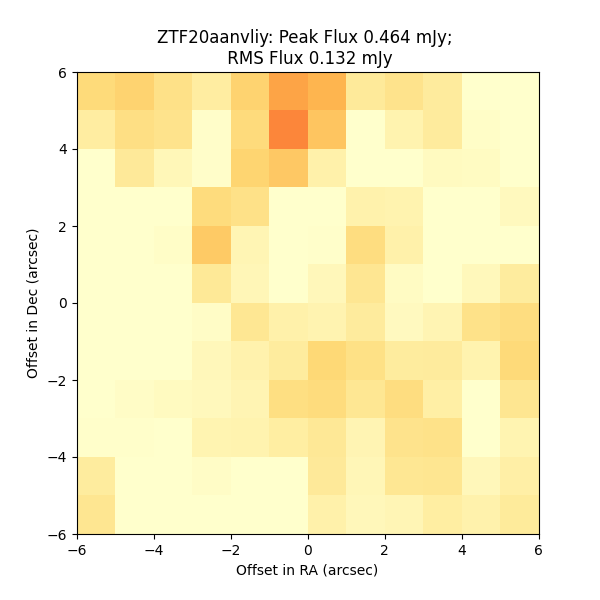 ZTF20aanvliy: Peak Flux 0.464 mJy;
RMS Flux 0.132 mJy
6
4
2
0
−2
−4
−6
Offset in Dec (arcsec)
−6 −4 −2 0 2 4 6
Offset in RA (arcsec)